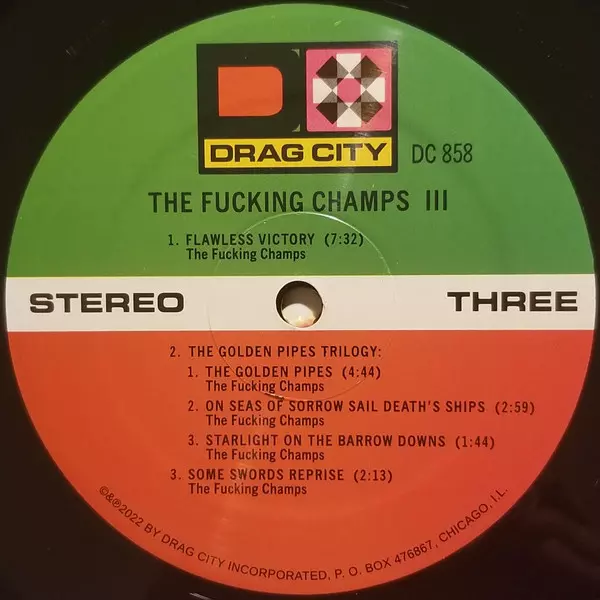 DRAG CITY
DC 858
THE FUCKING CHAMPS III
1. FLAWLESS VICTORY (7:32)
The Fucking Champs
STEREO
THREE
2. THE GOLDEN PIPES TRILOGY:
1. THE GOLDEN PIPES (4:44)
The Fucking Champs
2. ON SEAS OF SORROW SAIL DEATH'S SHIPS (2:59)
The Fucking Champs
3. STARLIGHT ON THE BARROW DOWNS (1:44)
The Fucking Champs
3. SOME SWORDS REPRISE (2:13)
The Fucking Champs
©&℗2022 BY DRAG CITY INCORPORATED, P. O. BOX 476867, CHICAGO, I.L.